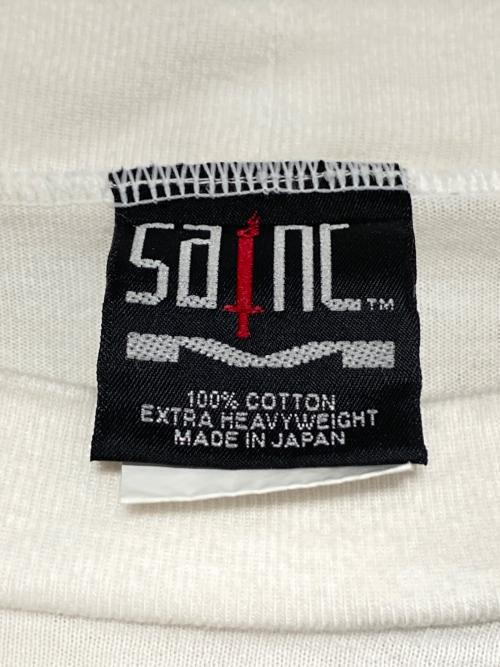 saint™
100% COTTON
EXTRA HEAVYWEIGHT
MADE IN JAPAN